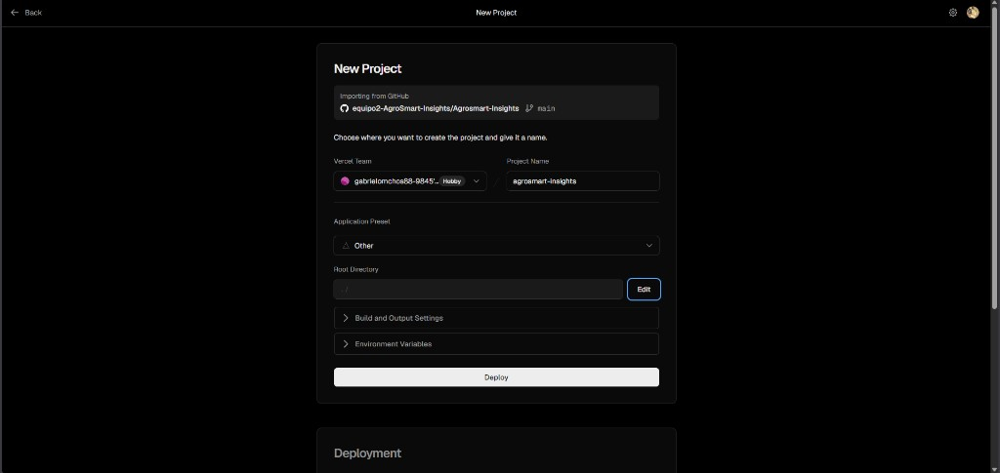 Back
New Project
New Project
Importing from GitHub
equipo2-AgroSmart-Insights/Agrosmart-Insights main
Choose where you want to create the project and give it a name.
Vercel Team
Project Name
gabrielomchos88-9845'... Hobby
/
agrosmart-insights
Application Preset
Other
Root Directory
./
Edit
Build and Output Settings
Environment Variables
Deploy
Deployment